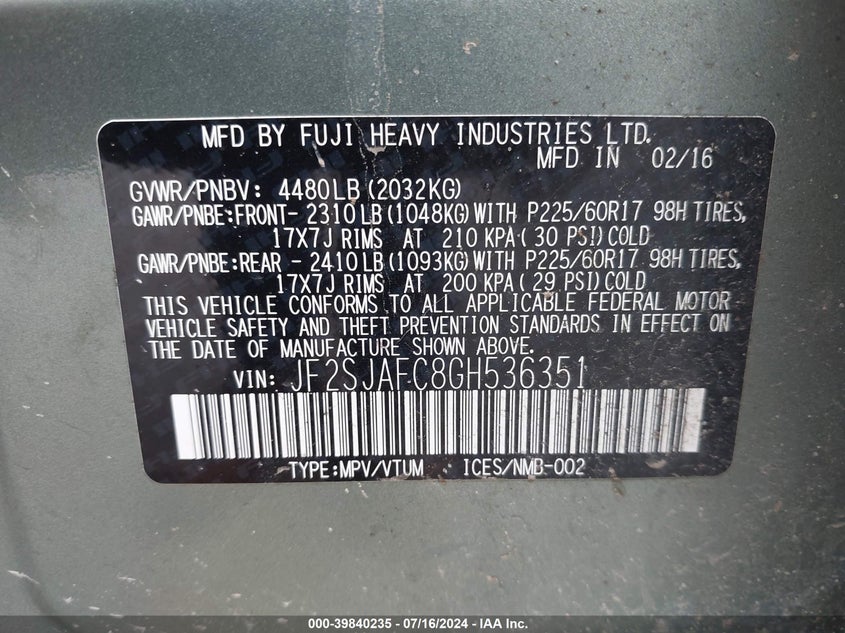 MFD BY FUJI HEAVY INDUSTRIES LTD.
MFD IN 02/16
GVWR/PNBV: 4480LB(2032KG)
GAWR/PNBE:FRONT- 2310LB(1048KG)WITH P225/60R17 98H TIRES,
17X7J RIMS AT 210 KPA( 30 PSI)COLD
GAWR/PNBE:REAR - 2410LB(1093KG)WITH P225/60R17 98H TIRES,
17X7J RIMS AT 200 KPA( 29 PSI)COLD
THIS VEHICLE CONFORMS TO ALL APPLICABLE FEDERAL MOTOR
VEHICLE SAFETY AND THEFT PREVENTION STANDARDS IN EFFECT ON
THE DATE OF MANUFACTURE SHOWN ABOVE.
VIN: JF2SJAFC8GH536351
TYPE:MPV/VTUM ICES/NMB-002
000-39840235 - 07/16/2024 - IAA Inc.